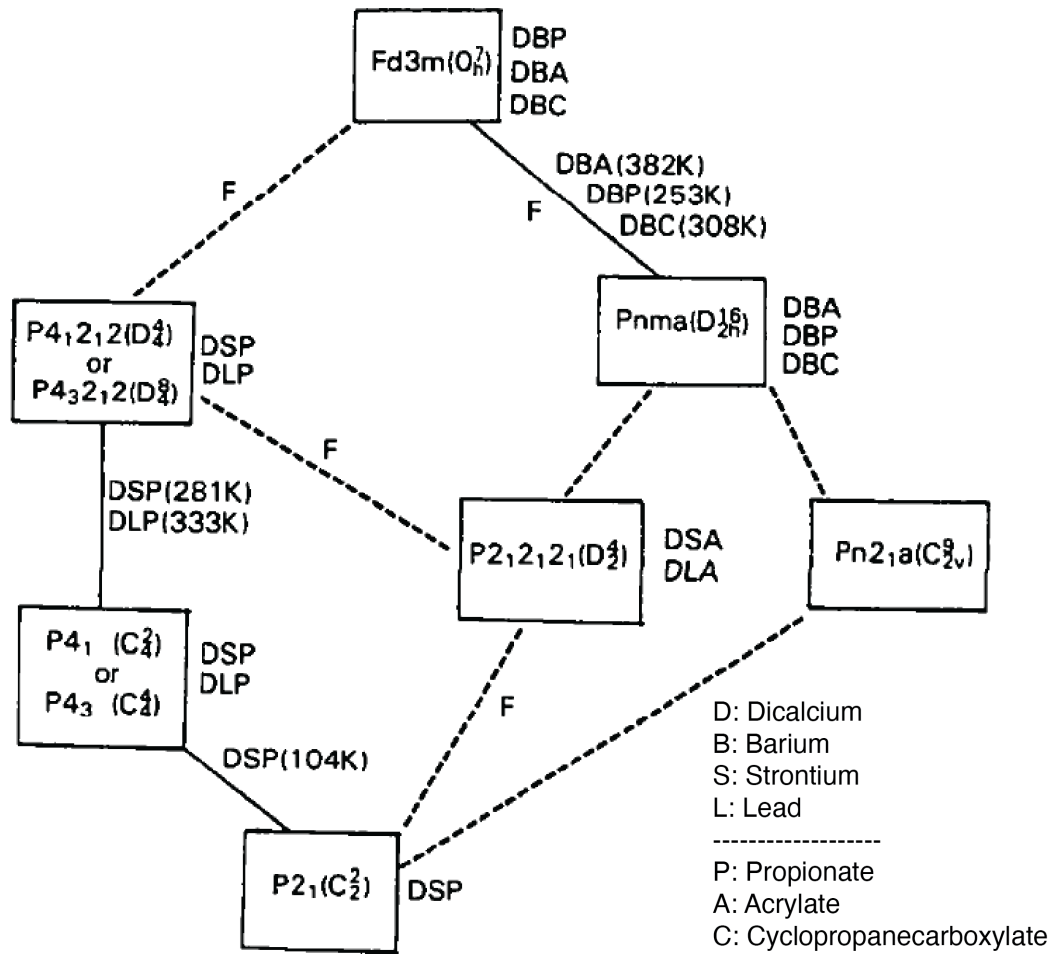 Fd3m(O⁷ₕ)
DBP
DBA
DBC
F
DBA(382K)
DBP(253K)
DBC(308K)
F
P4₁2₁2(D⁴₄)
or
P4₃2₁2(D⁸₄)
DSP
DLP
Pnma(D¹⁶₂ₕ)
DBA
DBP
DBC
F
DSP(281K)
DLP(333K)
P2₁2₁2₁(D⁴₂)
DSA
DLA
Pn2₁a(C⁹₂ᵥ)
P4₁ (C²₄)
or
P4₃ (C⁴₄)
DSP
DLP
F
DSP(104K)
P2₁(C²₂)
DSP
D: Dicalcium
B: Barium
S: Strontium
L: Lead
-------------------
P: Propionate
A: Acrylate
C: Cyclopropanecarboxylate